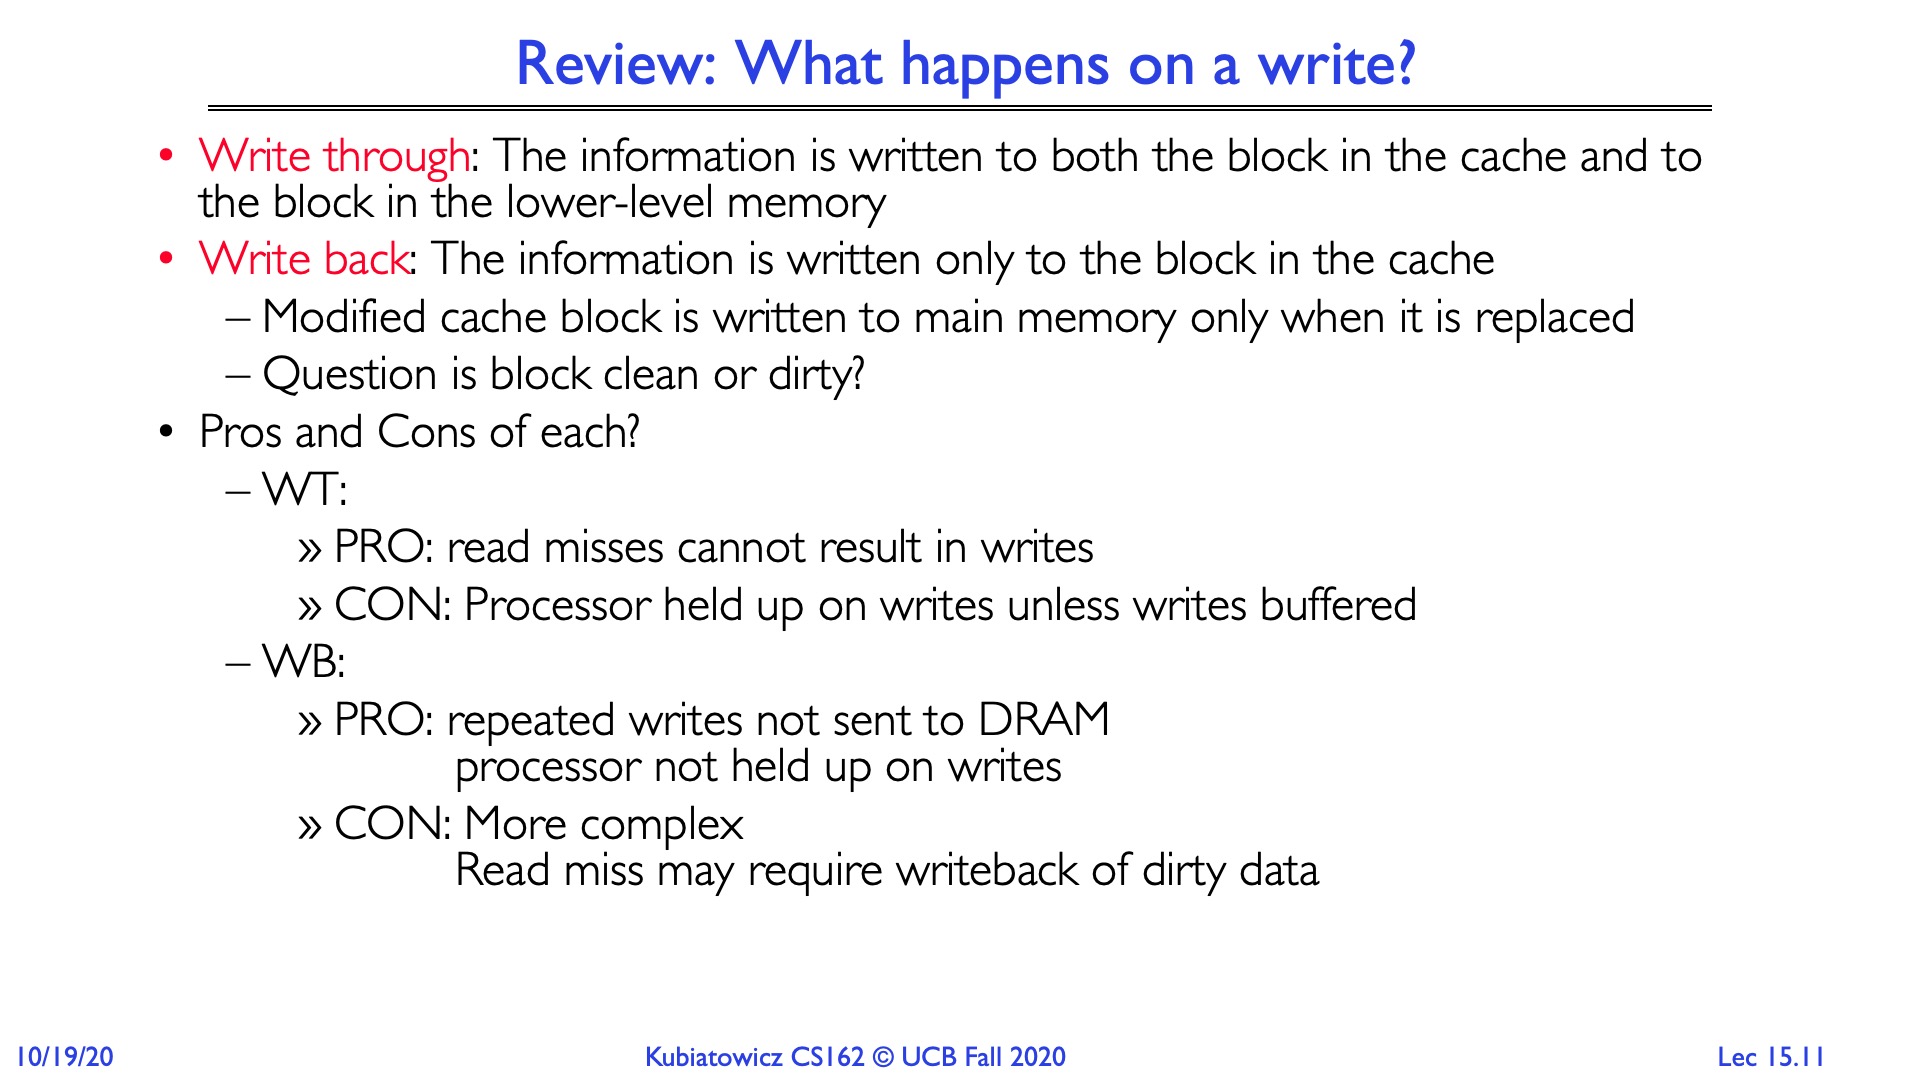 Review: What happens on a write?
• Write through: The information is written to both the block in the cache and to
the block in the lower-level memory
• Write back: The information is written only to the block in the cache
– Modified cache block is written to main memory only when it is replaced
– Question is block clean or dirty?
• Pros and Cons of each?
– WT:
» PRO: read misses cannot result in writes
» CON: Processor held up on writes unless writes buffered
– WB:
» PRO: repeated writes not sent to DRAM
processor not held up on writes
» CON: More complex
Read miss may require writeback of dirty data
10/19/20
Kubiatowicz CS162 © UCB Fall 2020
Lec 15.11